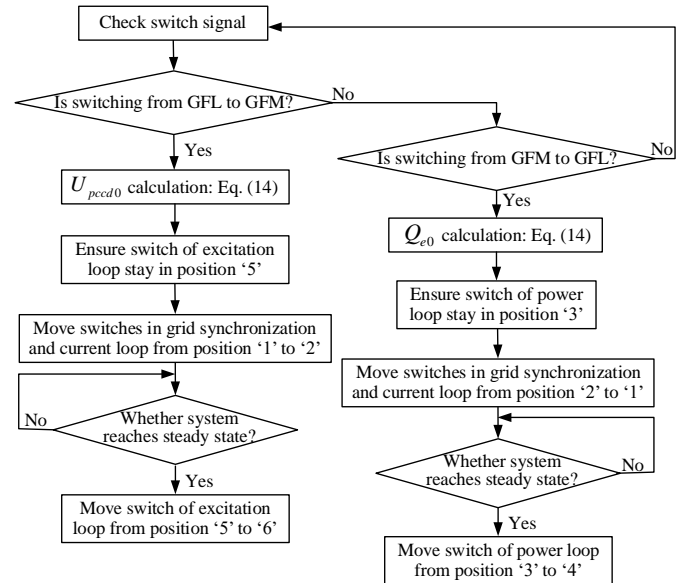 Check switch signal
Is switching from GFL to GFM?
No
Yes
U_{pccd0} calculation: Eq. (14)
Ensure switch of excitation
loop stay in position ‘5’
Move switches in grid synchronization
and current loop from position ‘1’ to ‘2’
No
Whether system
reaches steady state?
Yes
Move switch of excitation
loop from position ‘5’ to ‘6’
Is switching from GFM to GFL?
No
Yes
Q_{e0} calculation: Eq. (14)
Ensure switch of power
loop stay in position ‘3’
Move switches in grid synchronization
and current loop from position ‘2’ to ‘1’
Whether system
reaches steady state?
No
Yes
Move switch of power loop
from position ‘3’ to ‘4’